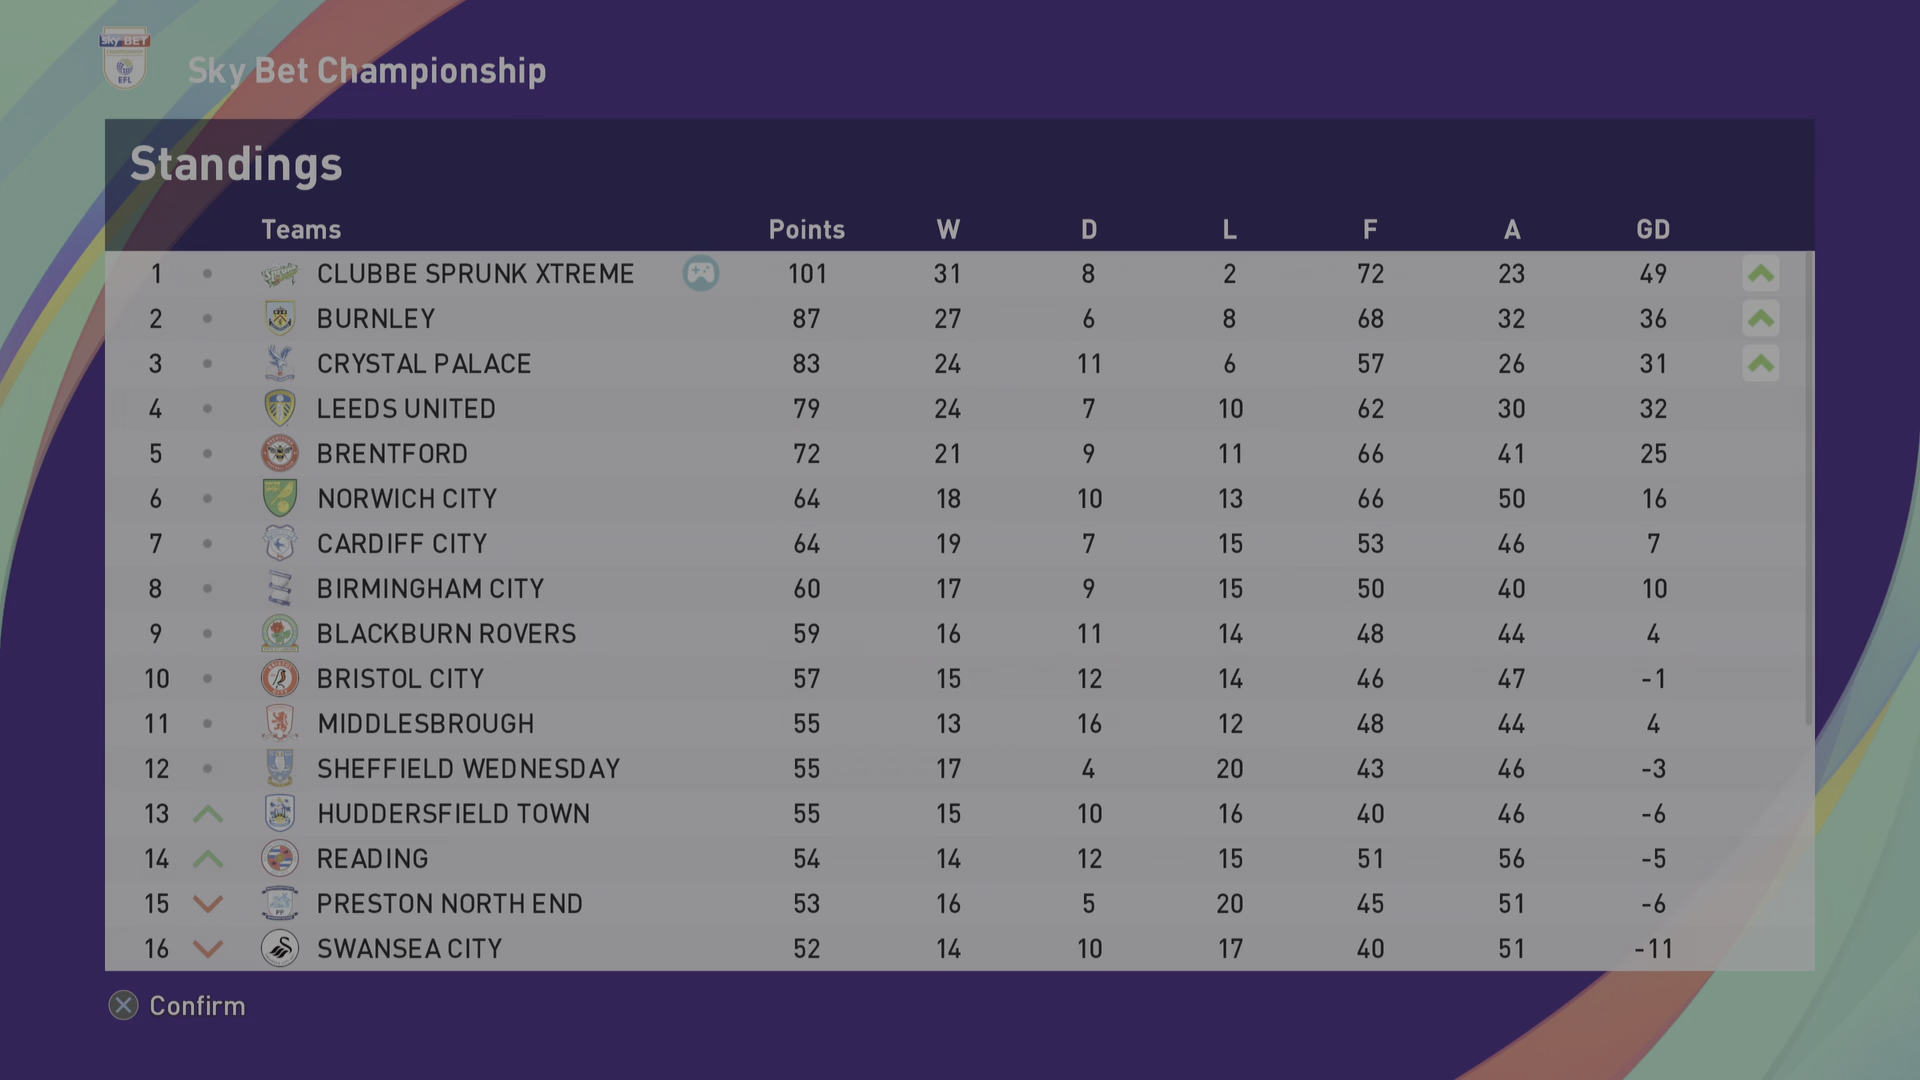 sky BET
EFL
Sky Bet Championship
Standings
Teams Points W D L F A GD
1 CLUBBE SPRUNK XTREME 101 31 8 2 72 23 49
2 BURNLEY 87 27 6 8 68 32 36
3 CRYSTAL PALACE 83 24 11 6 57 26 31
4 LEEDS UNITED 79 24 7 10 62 30 32
5 BRENTFORD 72 21 9 11 66 41 25
6 NORWICH CITY 64 18 10 13 66 50 16
7 CARDIFF CITY 64 19 7 15 53 46 7
8 BIRMINGHAM CITY 60 17 9 15 50 40 10
9 BLACKBURN ROVERS 59 16 11 14 48 44 4
10 BRISTOL CITY 57 15 12 14 46 47 -1
11 MIDDLESBROUGH 55 13 16 12 48 44 4
12 SHEFFIELD WEDNESDAY 55 17 4 20 43 46 -3
13 HUDDERSFIELD TOWN 55 15 10 16 40 46 -6
14 READING 54 14 12 15 51 56 -5
15 PRESTON NORTH END 53 16 5 20 45 51 -6
16 SWANSEA CITY 52 14 10 17 40 51 -11
Confirm